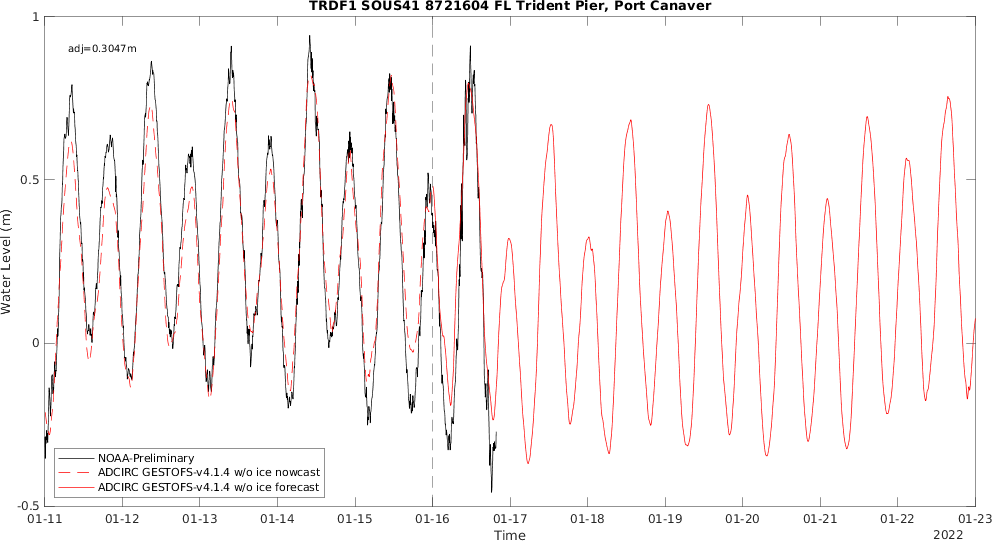 TRDF1 SOUS41 8721604 FL Trident Pier, Port Canaver
adj=0.3047m
1
0.5
0
-0.5
Water Level (m)
NOAA-Preliminary
ADCIRC GESTOFS-v4.1.4 w/o ice nowcast
ADCIRC GESTOFS-v4.1.4 w/o ice forecast
01-11 01-12 01-13 01-14 01-15 01-16 01-17 01-18 01-19 01-20 01-21 01-22 01-23
Time
2022